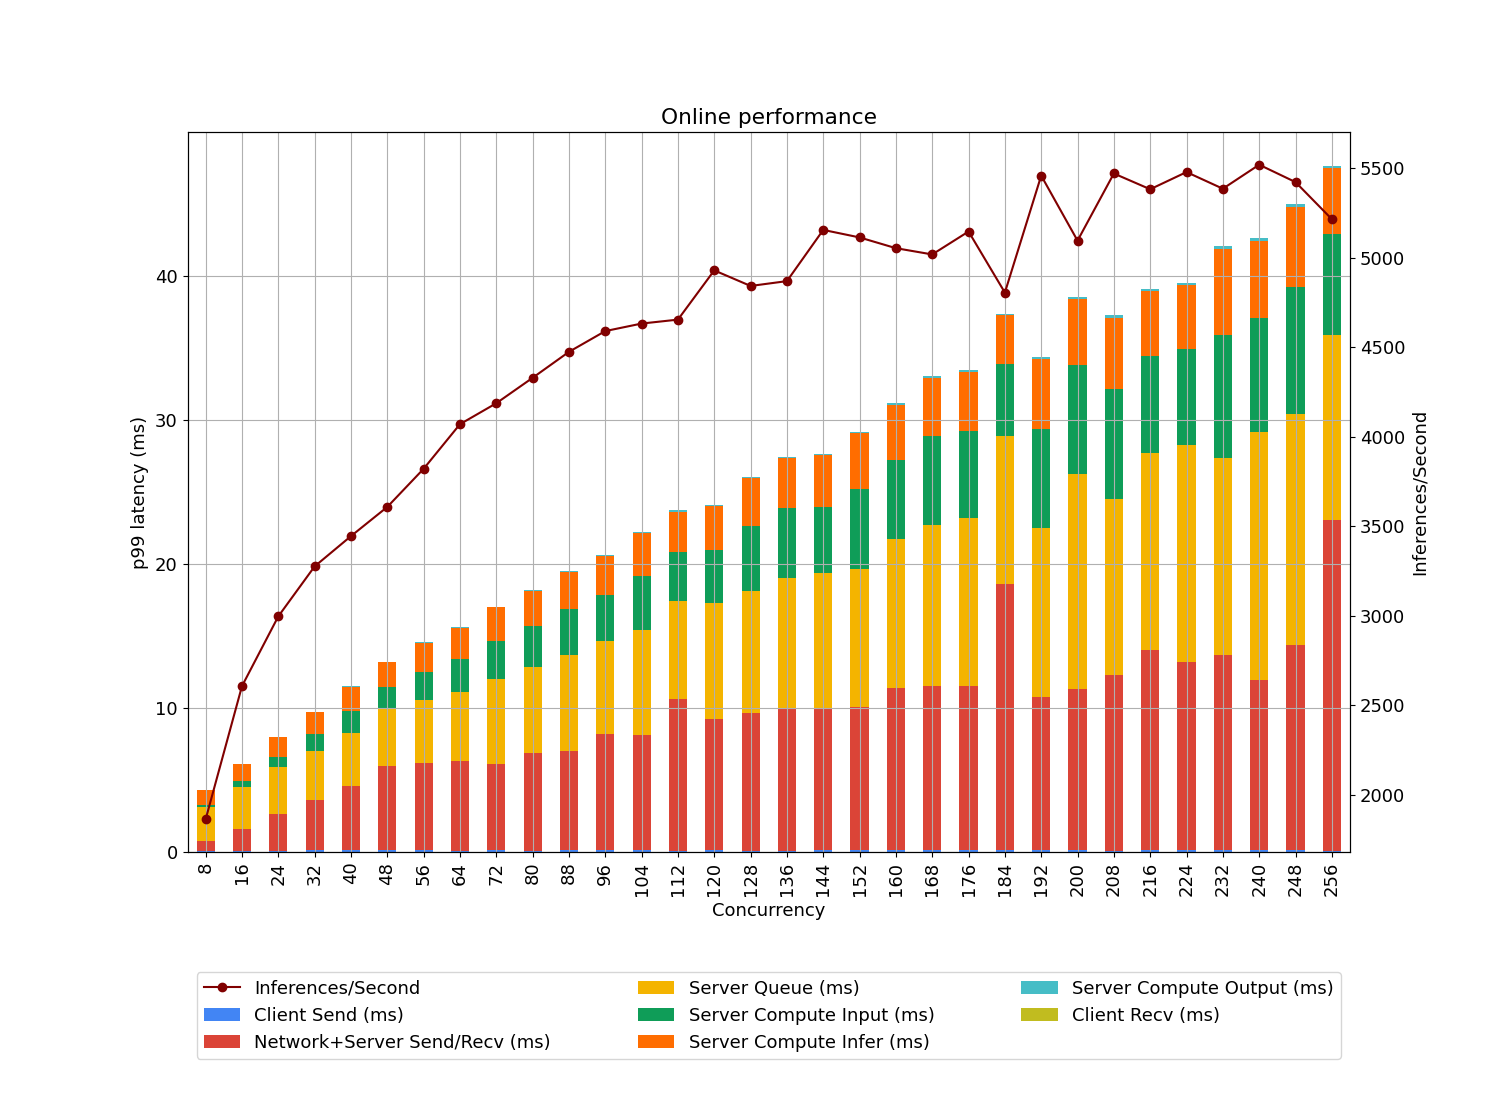 Online performance
p99 latency (ms)
40
30
20
10
0
5500
5000
4500
4000
3500
3000
2500
2000
Inferences/Second
8 16 24 32 40 48 56 64 72 80 88 96 104 112 120 128 136 144 152 160 168 176 184 192 200 208 216 224 232 240 248 256
Concurrency
Inferences/Second
Client Send (ms)
Network+Server Send/Recv (ms)
Server Queue (ms)
Server Compute Input (ms)
Server Compute Infer (ms)
Server Compute Output (ms)
Client Recv (ms)